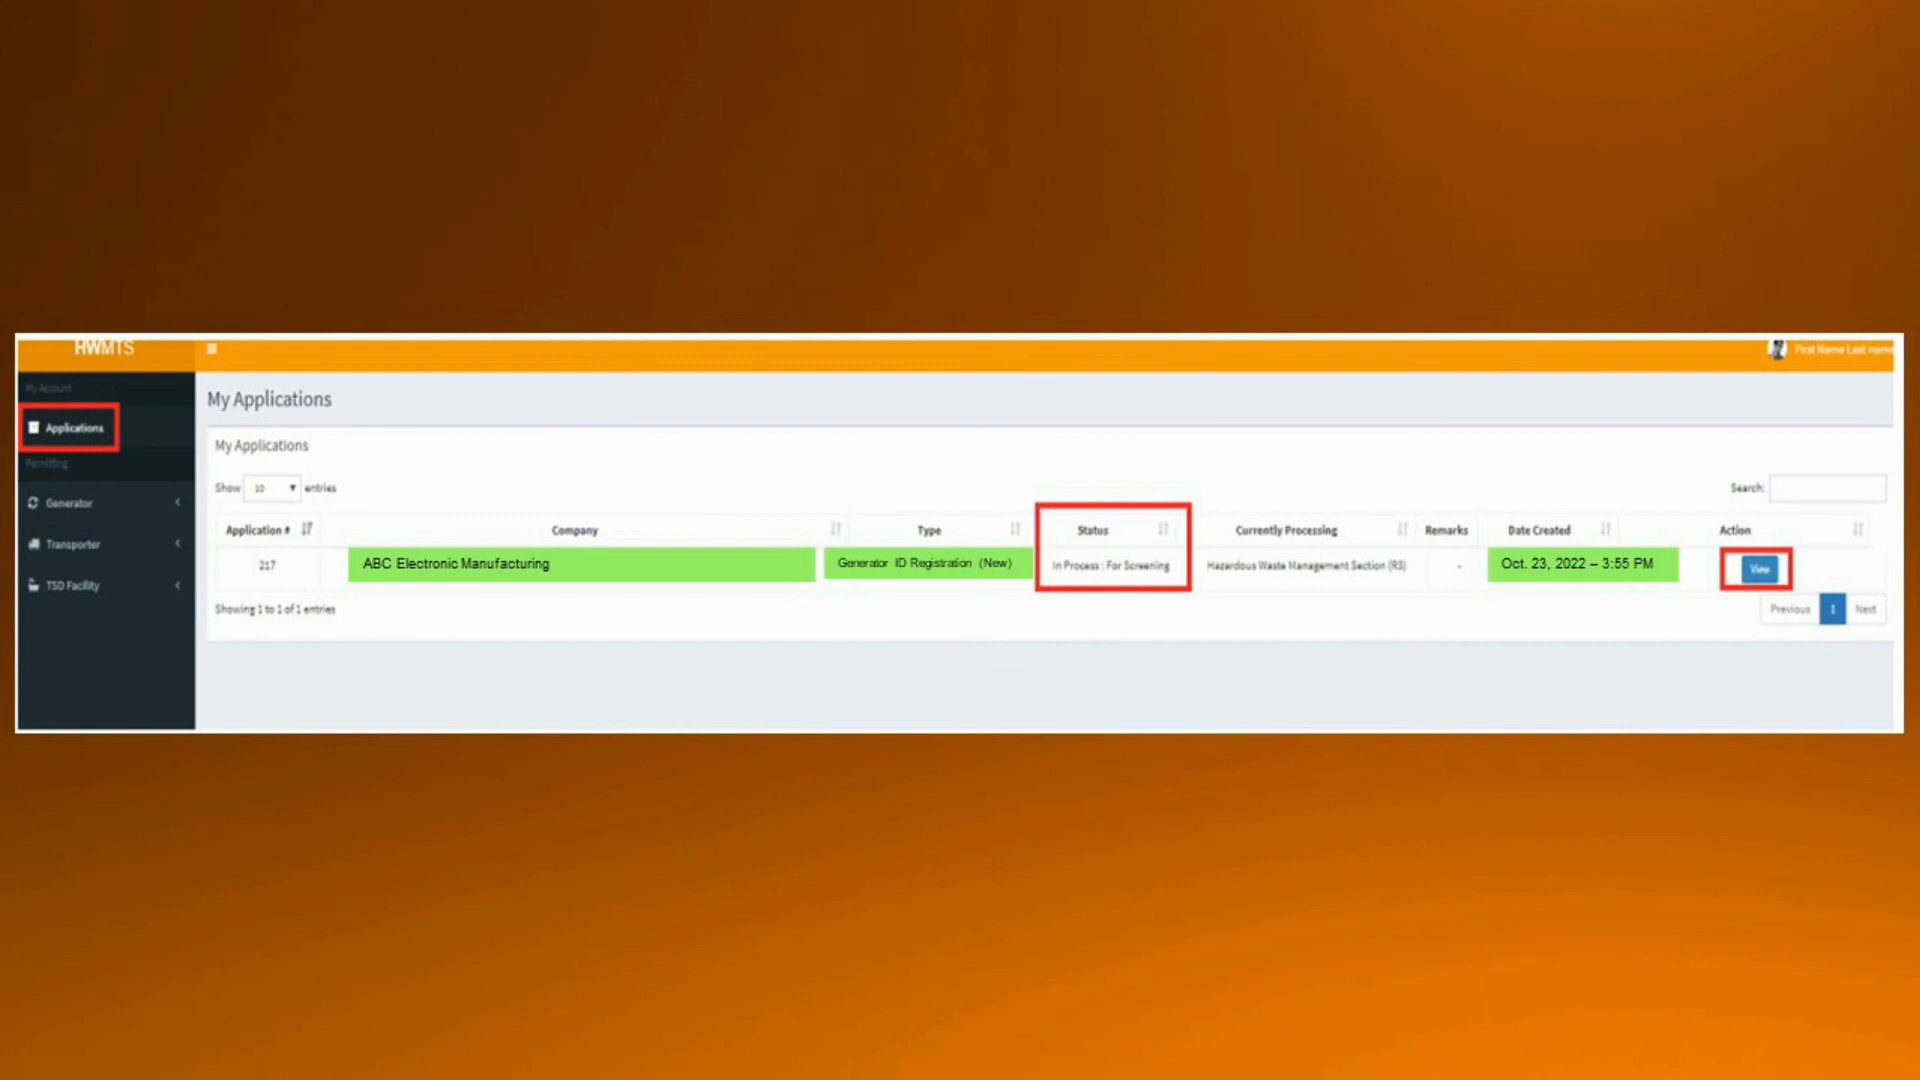 HWMTS
First Name Last name
My Account
My Applications
Applications
My Applications
Permitting
Show 10 entries
Search:
Generator
Application # Company Type Status Currently Processing Remarks Date Created Action
Transporter
217 ABC Electronic Manufacturing Generator ID Registration (New) In Process : For Screening Hazardous Waste Management Section (R3) - Oct. 23, 2022 – 3:55 PM View
TSD Facility
Showing 1 to 1 of 1 entries
Previous 1 Next